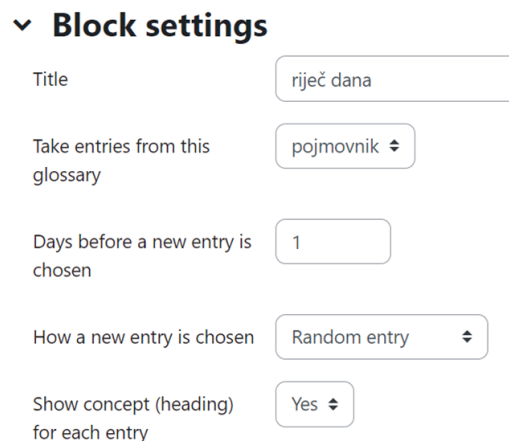 Block settings
Title
riječ dana
Take entries from this
glossary
pojmovnik
Days before a new entry is
chosen
1
How a new entry is chosen
Random entry
Show concept (heading)
for each entry
Yes